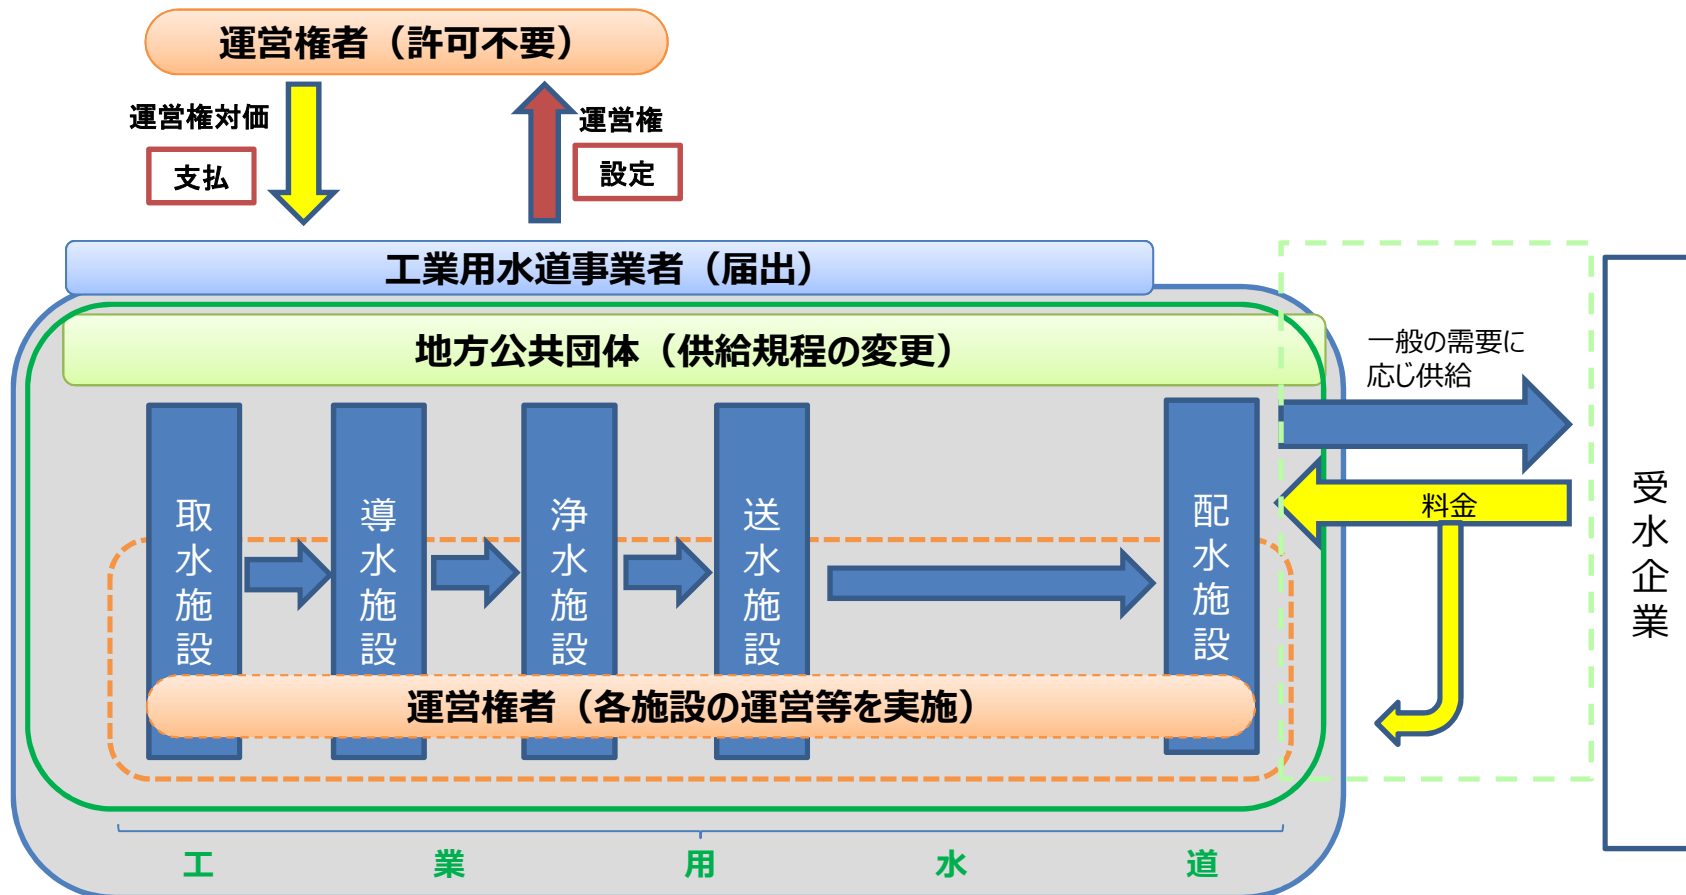 運営権者（許可不要）
運営権対価
支払
運営権
設定
工業用水道事業者（届出）
地方公共団体（供給規程の変更）
一般の需要に
応じ供給
料金
取水施設
導水施設
浄水施設
送水施設
配水施設
受水企業
運営権者（各施設の運営等を実施）
工業用水道